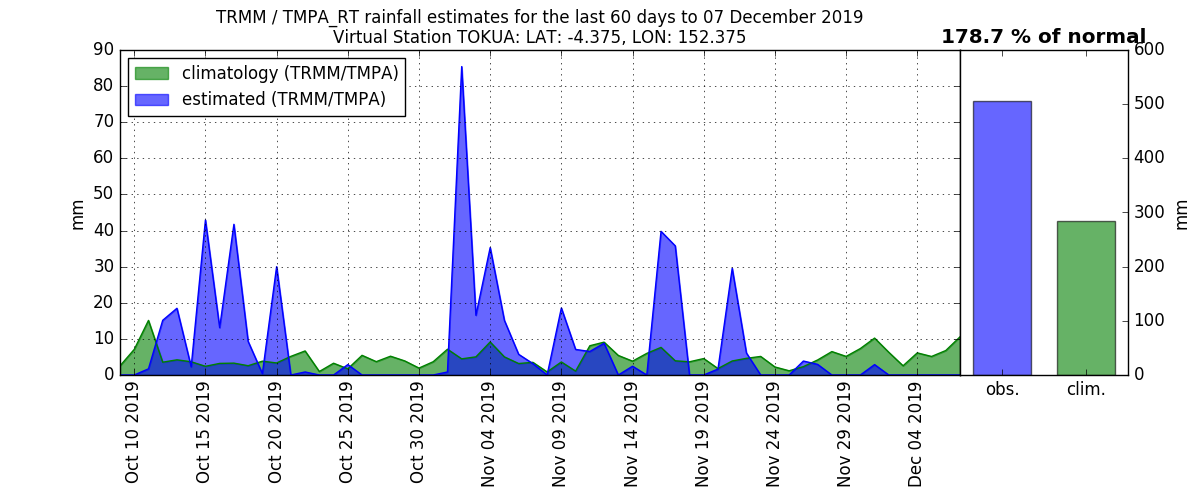 TRMM / TMPA_RT rainfall estimates for the last 60 days to 07 December 2019
Virtual Station TOKUA: LAT: -4.375, LON: 152.375
178.7 % of normal
climatology (TRMM/TMPA)
estimated (TRMM/TMPA)
90
80
70
60
50
40
30
20
10
0
mm
Oct 10 2019
Oct 15 2019
Oct 20 2019
Oct 25 2019
Oct 30 2019
Nov 04 2019
Nov 09 2019
Nov 14 2019
Nov 19 2019
Nov 24 2019
Nov 29 2019
Dec 04 2019
obs.
clim.
600
500
400
300
200
100
0
mm